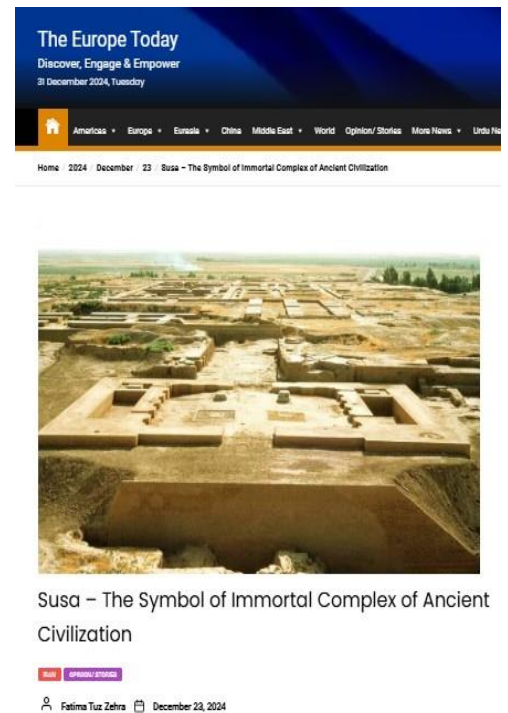 The Europe Today
Discover, Engage & Empower
31 December 2024, Tuesday
Americas Europe Eurasia China Middle East World Opinion/ Stories More News Urdu Ne
Home / 2024 / December / 23 / Susa – The Symbol of Immortal Complex of Ancient Civilization
Susa – The Symbol of Immortal Complex of Ancient
Civilization
IRAN OPINION/ STORIES
Fatima Tuz Zehra December 23, 2024